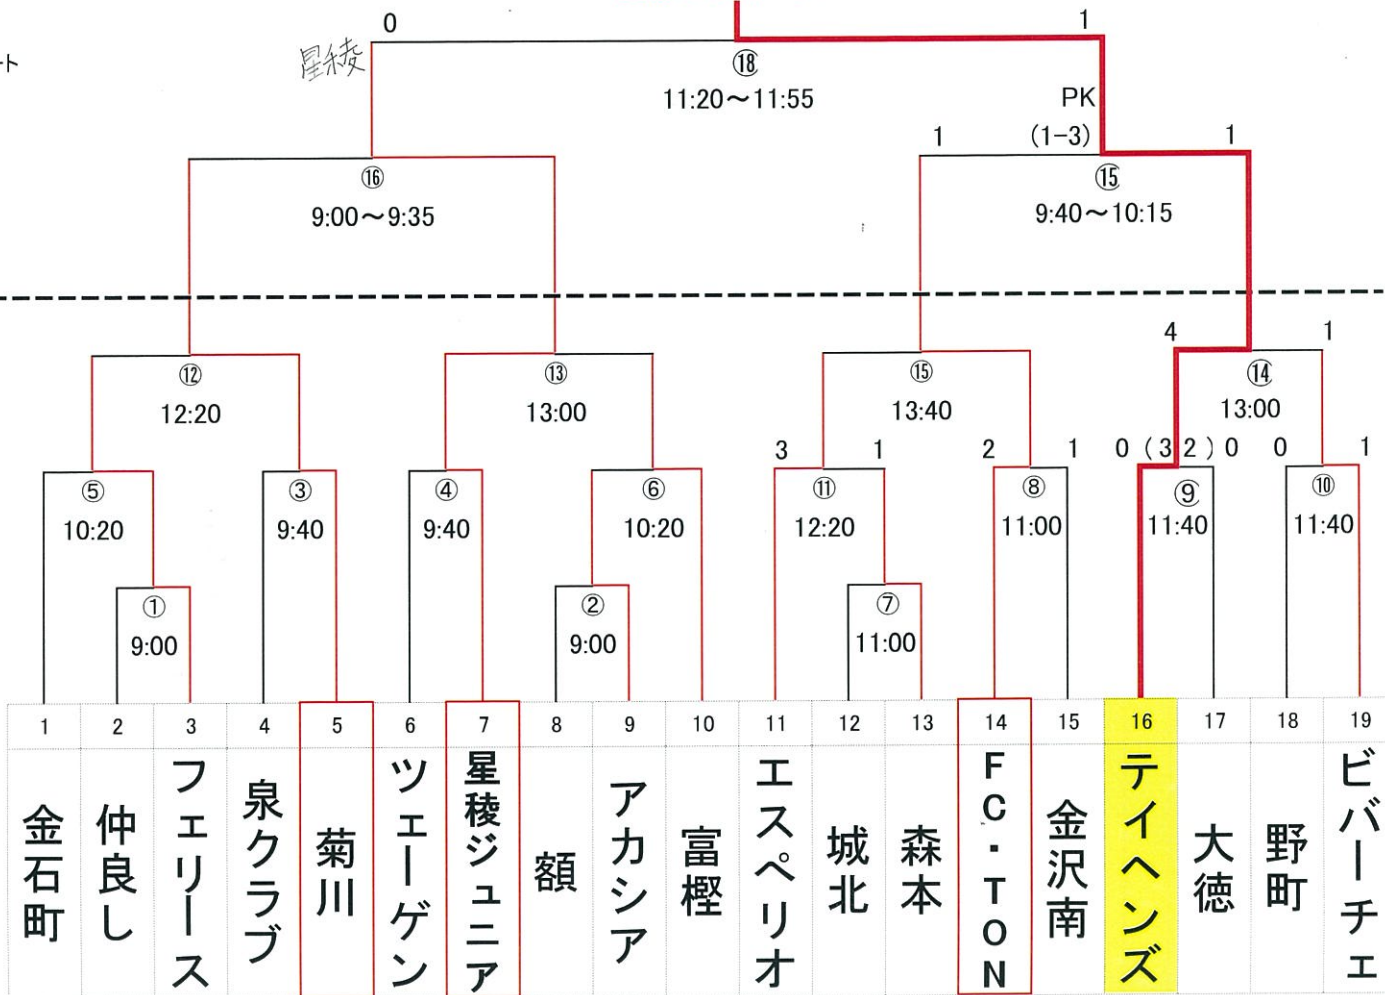 0
1
ート
星稜
⑱
11:20～11:55
PK
1
(1-3)
1
⑯
⑮
9:00～9:35
9:40～10:15
4
1
⑫
⑬
⑮
⑭
12:20
13:00
13:40
13:00
3
1
2
1
0(3 2)0
0
1
⑤
③
④
⑥
⑪
⑧
⑨
⑩
10:20
9:40
9:40
10:20
12:20
11:00
11:40
11:40
①
②
⑦
9:00
9:00
11:00
1 2 3 4 5 6 7 8 9 10 11 12 13 14 15 16 17 18 19
金石町
仲良し
フェリース
泉クラブ
菊川
ツェーゲン
星稜ジュニア
額
アカシア
富樫
エスペリオ
城北
森本
FC・TON
金沢南
テイヘンズ
大徳
野町
ビバーチェ